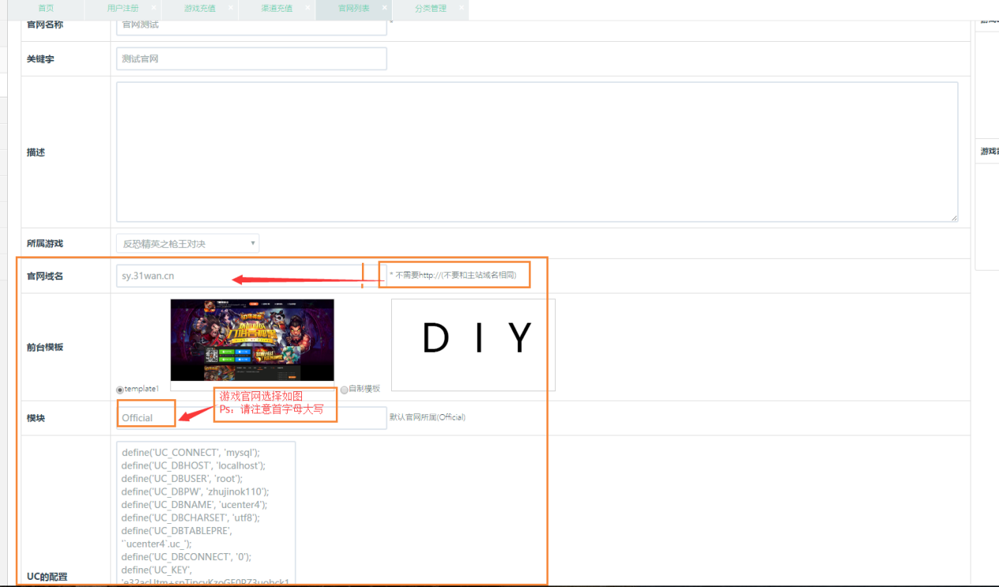 首页 用户注册 × 游戏充值 × 渠道充值 × 官网列表 × 分类管理 ×
官网名称 官网测试 *
关键字 测试官网
描述
所属游戏 反恐精英之枪王对决
官网域名 sy.31wan.cn * 不需要http://(不要和主站域名相同)
前台模板
D I Y
template1 自制模板
游戏官网选择如图
Ps：请注意首字母大写
模块 Official 默认官网所属(Official)
define('UC_CONNECT', 'mysql');
define('UC_DBHOST', 'localhost');
define('UC_DBUSER', 'root');
define('UC_DBPW', 'zhujinok110');
define('UC_DBNAME', 'ucenter4');
define('UC_DBCHARSET', 'utf8');
define('UC_DBTABLEPRE',
'`ucenter4`.uc_');
define('UC_DBCONNECT', '0');
define('UC_KEY',
UC的配置